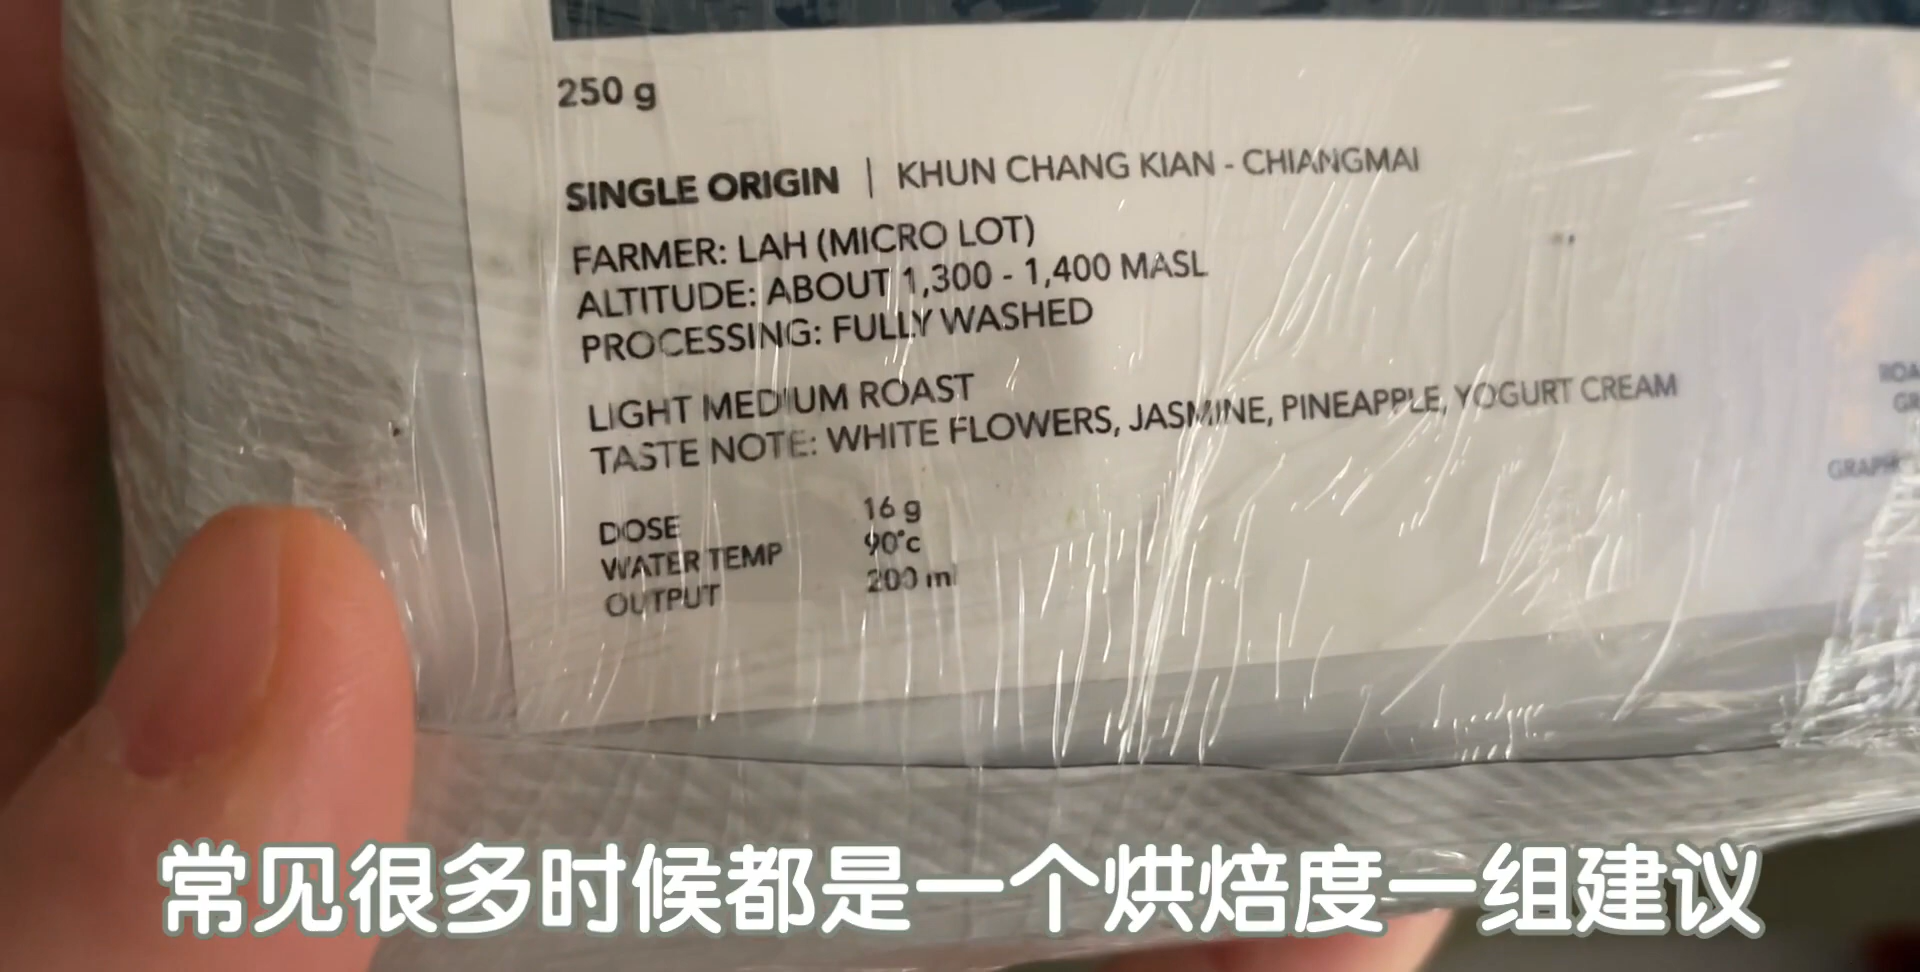 250 g
SINGLE ORIGIN | KHUN CHANG KIAN - CHIANGMAI
FARMER: LAH (MICRO LOT)
ALTITUDE: ABOUT 1,300 - 1,400 MASL
PROCESSING: FULLY WASHED
LIGHT MEDIUM ROAST
TASTE NOTE: WHITE FLOWERS, JASMINE, PINEAPPLE, YOGURT CREAM
DOSE 16 g
WATER TEMP 90°c
OUTPUT 200 ml
常见很多时候都是一个烘焙度一组建议